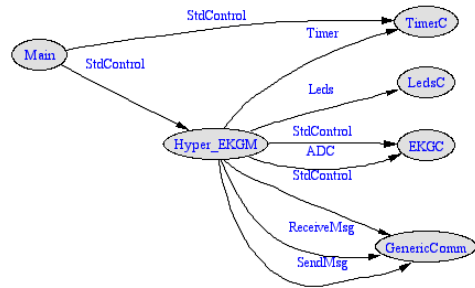 StdControl
TimerC
Timer
Main
StdControl
Leds
LedsC
StdControl
Hyper_EKGM
ADC
EKGC
StdControl
ReceiveMsg
GenericComm
SendMsg